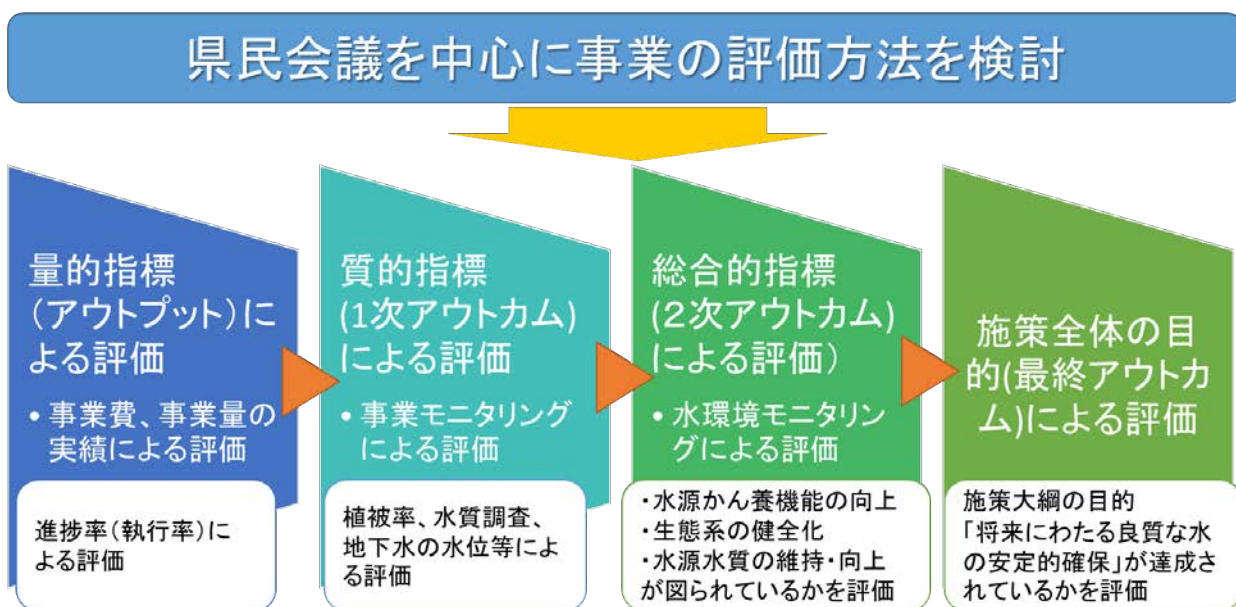 県民会議を中心に事業の評価方法を検討
量的指標
（アウトプット）に
よる評価
• 事業費、事業量の
実績による評価
進捗率（執行率）に
よる評価
質的指標
(1次アウトカム)
による評価
• 事業モニタリング
による評価
植被率、水質調査、
地下水の水位等によ
る評価
総合的指標
(２次アウトカム)
による評価）
• 水環境モニタリン
グによる評価
・水源かん養機能の向上
・生態系の健全化
・水源水質の維持・向上
が図られているかを評価
施策全体の目
的(最終アウトカ
ム)による評価
施策大綱の目的
「将来にわたる良質な水
の安定的確保」が達成さ
れているかを評価